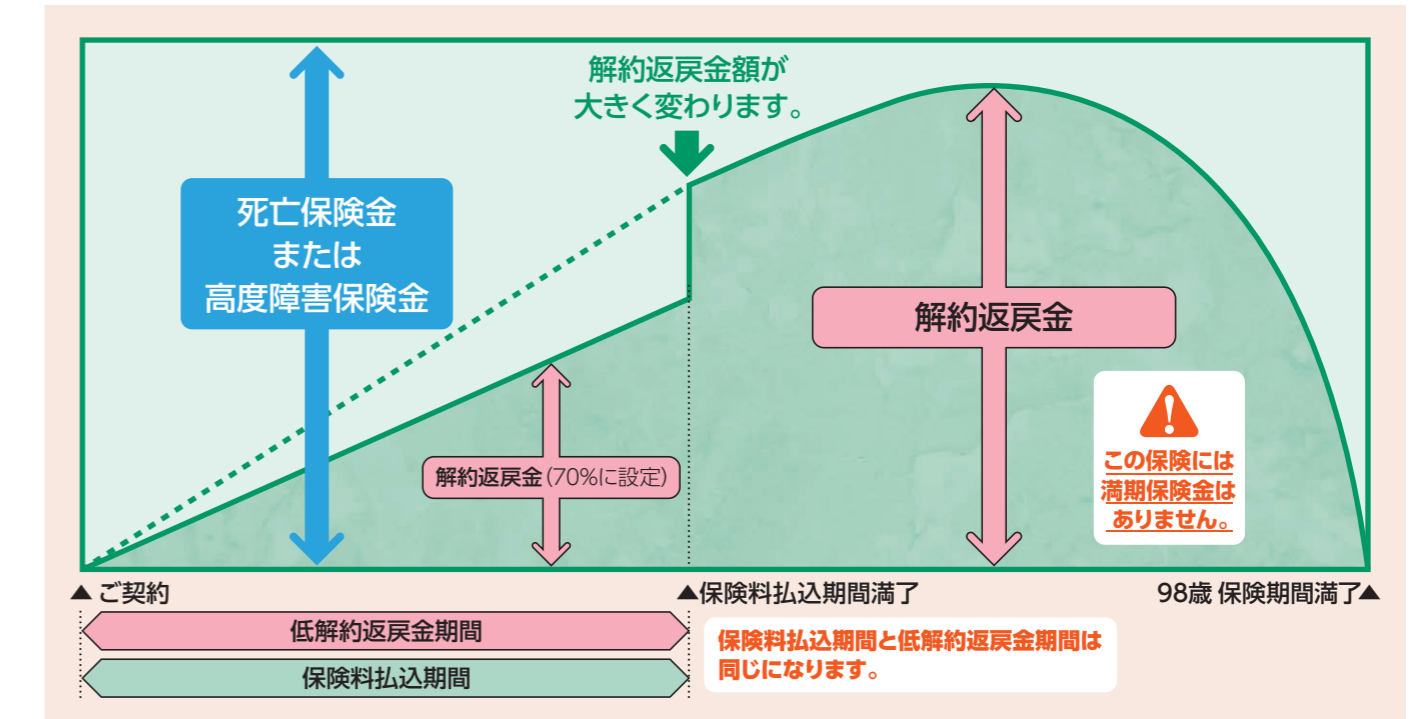 解約返戻金額が
大きく変わります。
死亡保険金
または
高度障害保険金
解約返戻金
解約返戻金(70%に設定)
この保険には
満期保険金は
ありません。
▲ ご契約
▲保険料払込期間満了
98歳 保険期間満了▲
低解約返戻金期間
保険料払込期間
保険料払込期間と低解約返戻金期間は
同じになります。